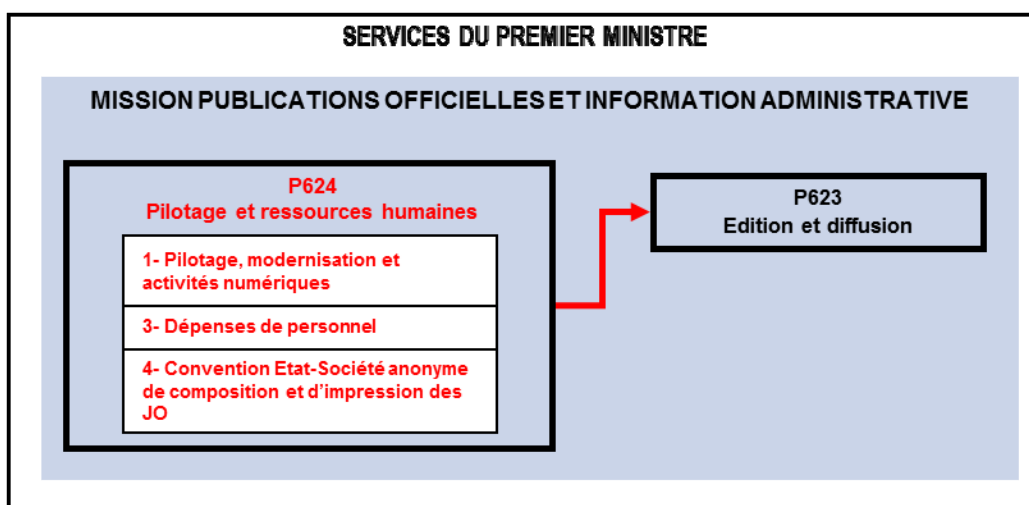 SERVICES DU PREMIER MINISTRE
MISSION PUBLICATIONS OFFICIELLES ET INFORMATION ADMINISTRATIVE
P624
Pilotage et ressources humaines
1- Pilotage, modernisation et
activités numériques
3- Dépenses de personnel
4- Convention Etat-Société anonyme
de composition et d'impression des
JO
P623
Edition et diffusion